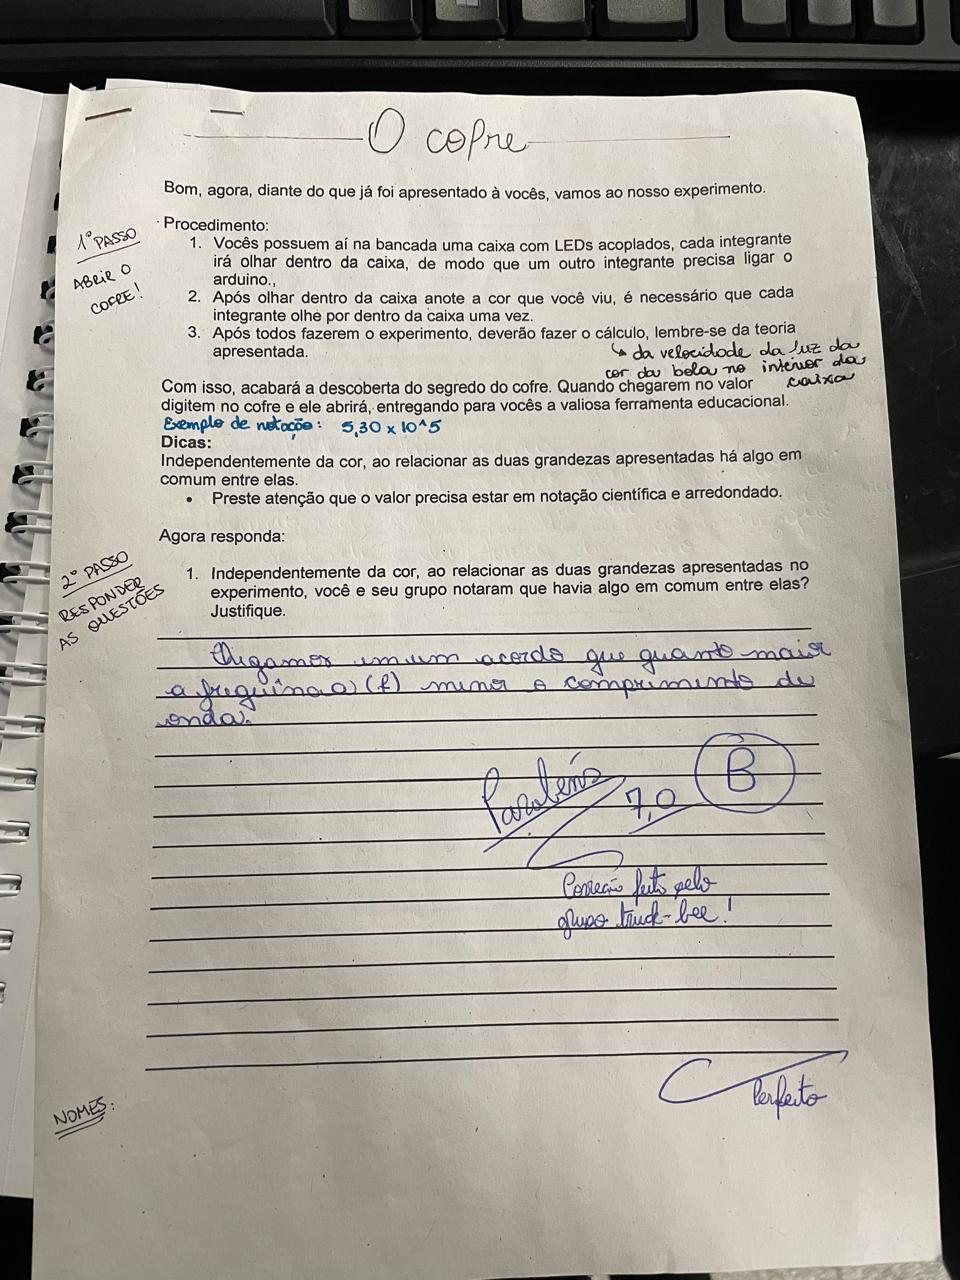 O cofre
Bom, agora, diante do que já foi apresentado à vocês, vamos ao nosso experimento.
1º PASSO
ABRIR O
COFRE!
Procedimento:
1. Vocês possuem aí na bancada uma caixa com LEDs acoplados, cada integrante
irá olhar dentro da caixa, de modo que um outro integrante precisa ligar o
arduino.,
2. Após olhar dentro da caixa anote a cor que você viu, é necessário que cada
integrante olhe por dentro da caixa uma vez.
3. Após todos fazerem o experimento, deverão fazer o cálculo, lembre-se da teoria
apresentada.
↳ da velocidade da luz da
cor da bola no interior da
caixa
Com isso, acabará a descoberta do segredo do cofre. Quando chegarem no valor
digitem no cofre e ele abrirá, entregando para vocês a valiosa ferramenta educacional.
Exemplo de notação: 5,30 x 10^5
Dicas:
Independentemente da cor, ao relacionar as duas grandezas apresentadas há algo em
comum entre elas.
• Preste atenção que o valor precisa estar em notação científica e arredondado.
Agora responda:
2º PASSO
RESPONDER
AS QUESTÕES
1. Independentemente da cor, ao relacionar as duas grandezas apresentadas no
experimento, você e seu grupo notaram que havia algo em comum entre elas?
Justifique.
um acordo que quanto maior
a frequência (f) menor o comprimento de
onda.
Parabéns 7,0 B
Correção feito pelo
grupo truck-bee!
Perfeito
NOMES: